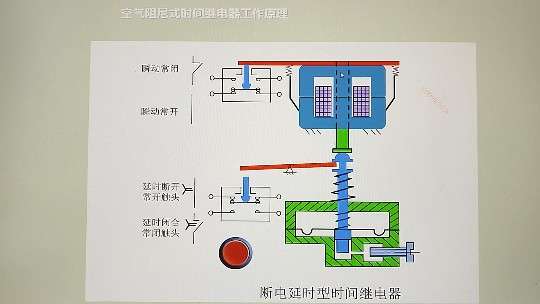 空气阻尼式时间继电器工作原理
瞬动常闭
瞬动常开
延时断开
常开触头
延时闭合
常闭触头
断电延时型时间继电器